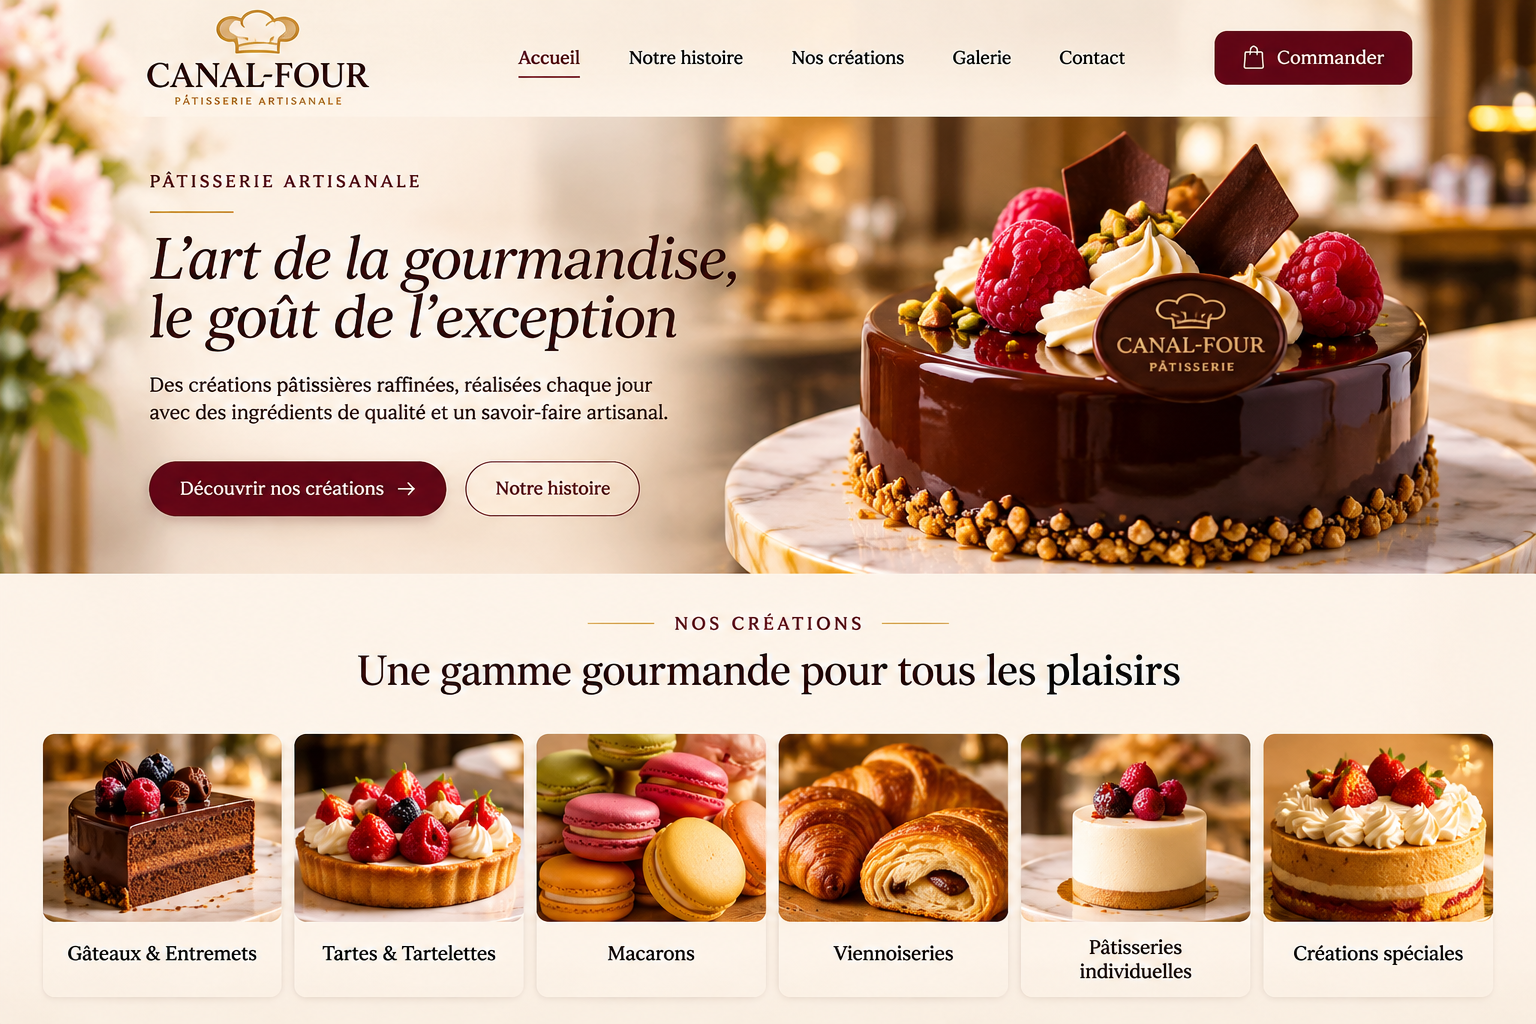 CANAL-FOUR
PÂTISSERIE ARTISANALE
Accueil
Notre histoire
Nos créations
Galerie
Contact
Commander
PÂTISSERIE ARTISANALE
L’art de la gourmandise,
le goût de l’exception
Des créations pâtissières raffinées, réalisées chaque jour
avec des ingrédients de qualité et un savoir-faire artisanal.
Découvrir nos créations →
Notre histoire
CANAL-FOUR
PÂTISSERIE
NOS CRÉATIONS
Une gamme gourmande pour tous les plaisirs
Gâteaux & Entremets
Tartes & Tartelettes
Macarons
Viennoiseries
Pâtisseries
individuelles
Créations spéciales